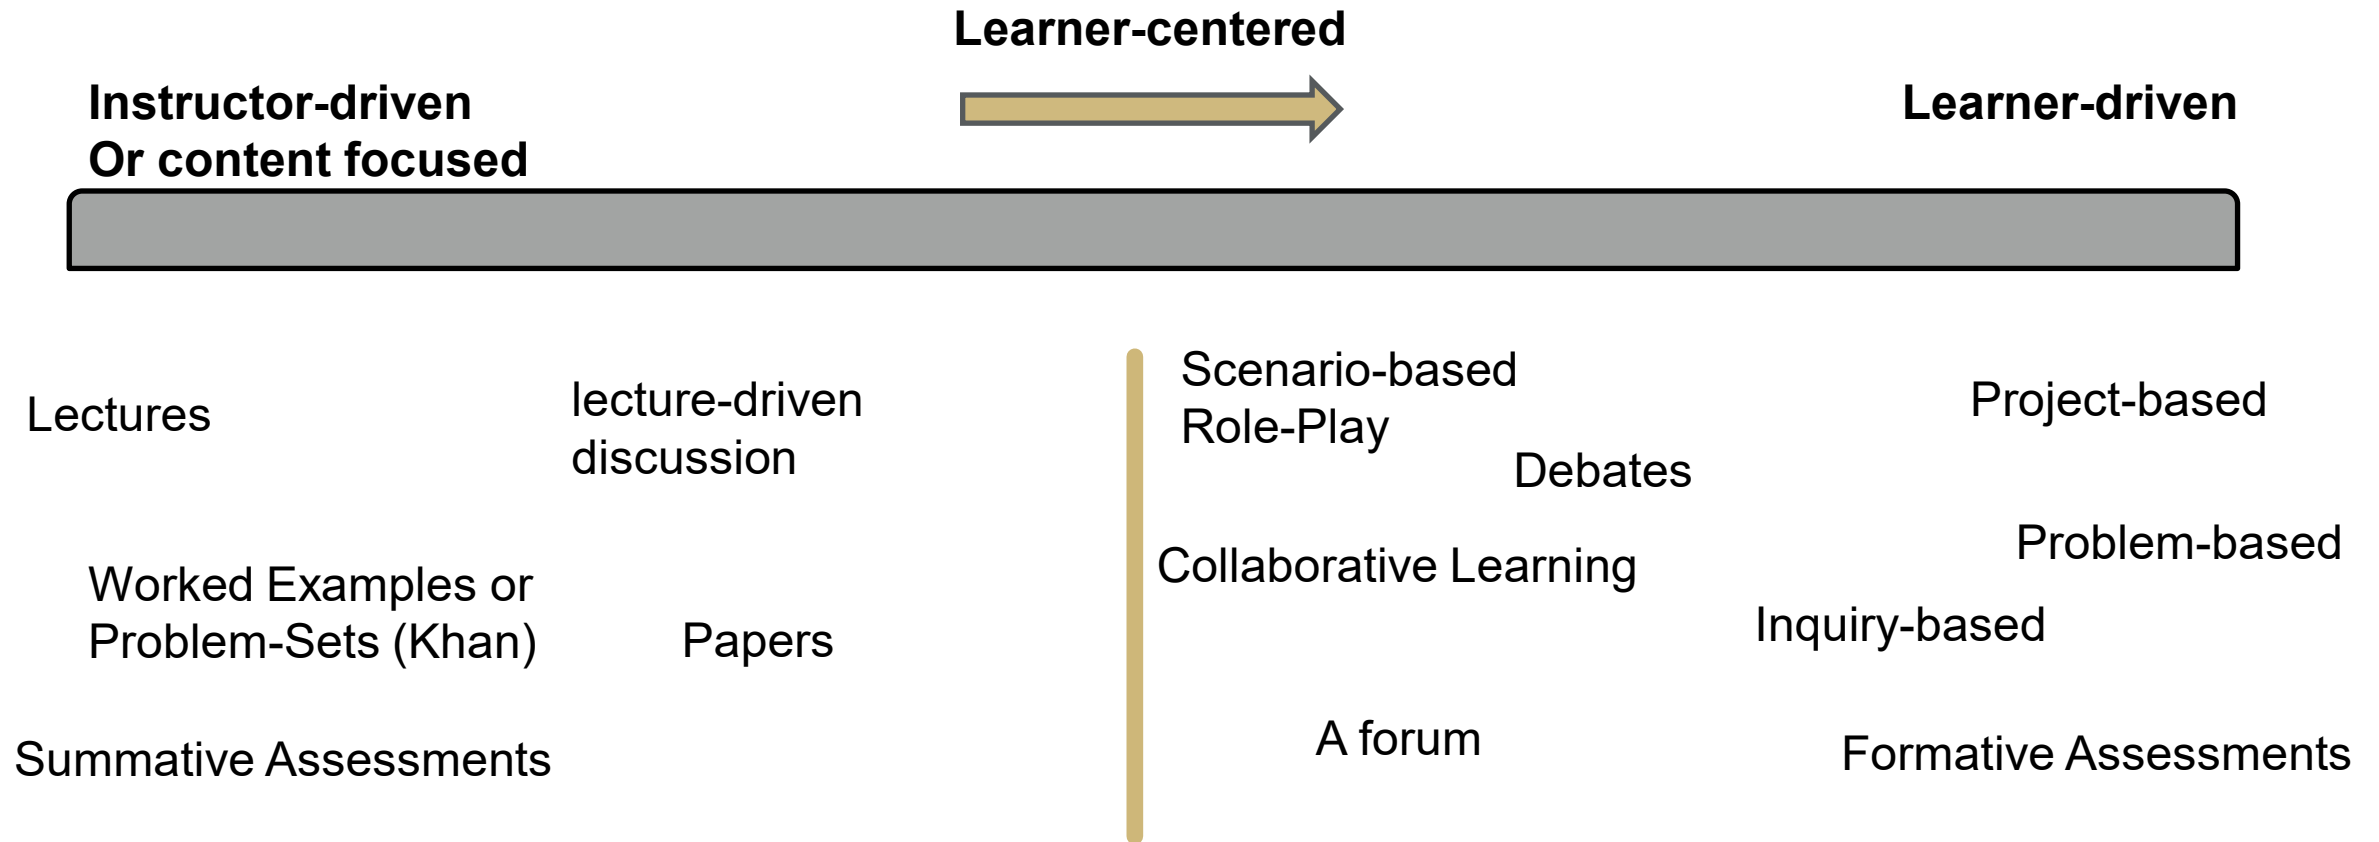 Learner-centered
Instructor-driven
Or content focused
Learner-driven
Lectures
lecture-driven
discussion
Scenario-based
Role-Play
Debates
Project-based
Worked Examples or
Problem-Sets (Khan)
Papers
Collaborative Learning
Problem-based
Inquiry-based
Summative Assessments
A forum
Formative Assessments